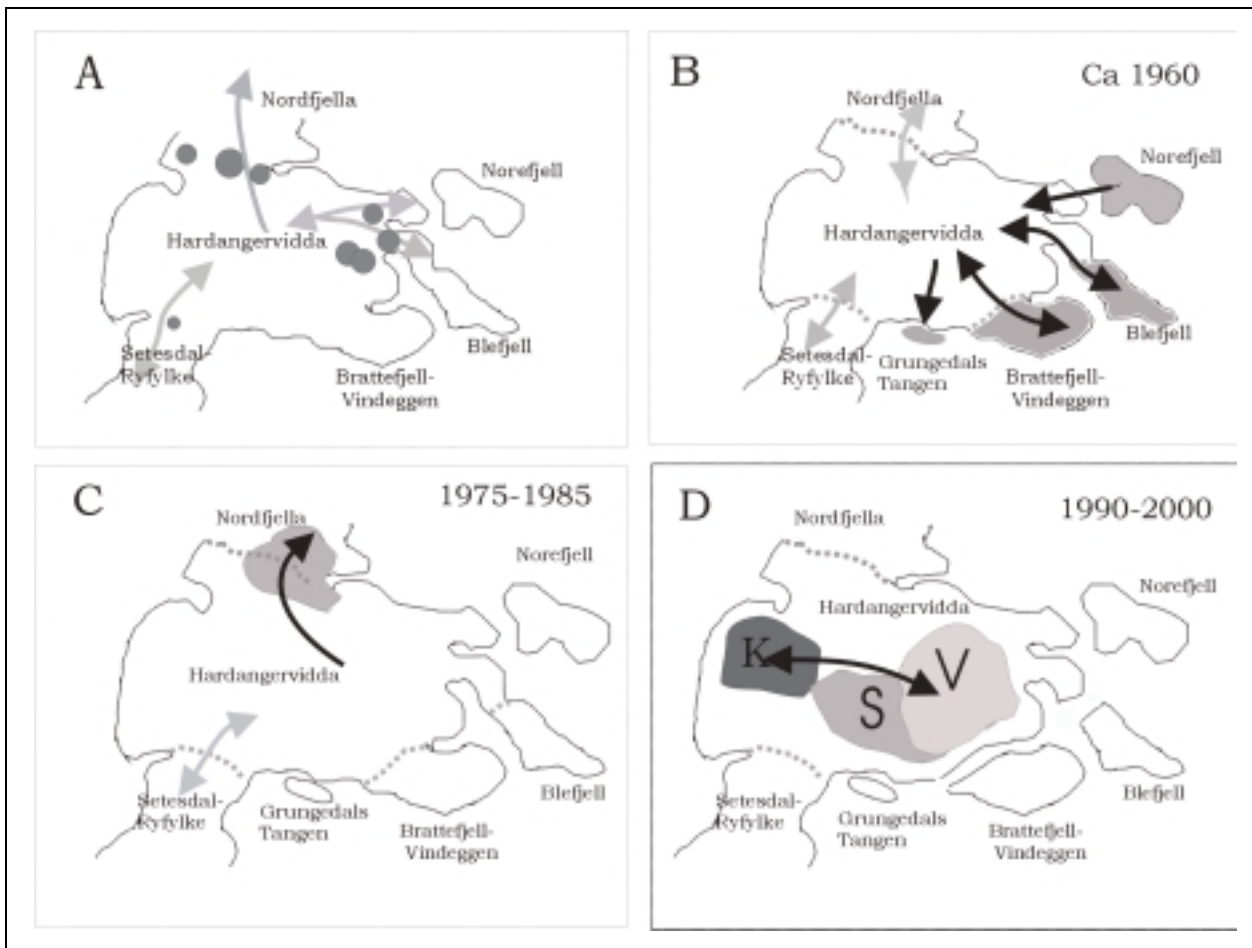 A
Nordfjella
Norefjell
Hardangervidda
Setesdal-
Ryfylke
Blefjell
Brattefjell-
Vindeggen
B
Ca 1960
Nordfjella
Norefjell
Hardangervidda
Blefjell
Setesdal-
Ryfylke
Grungedals
Tangen
Brattefjell-
Vindeggen
C
1975-1985
Nordfjella
Norefjell
Hardangervidda
Setesdal-
Ryfylke
Grungedals
Tangen
Blefjell
Brattefjell-
Vindeggen
D
1990-2000
Nordfjella
Norefjell
Hardangervidda
K
V
S
Blefjell
Setesdal-
Ryfylke
Grungedals
Tangen
Brattefjell-
Vindeggen